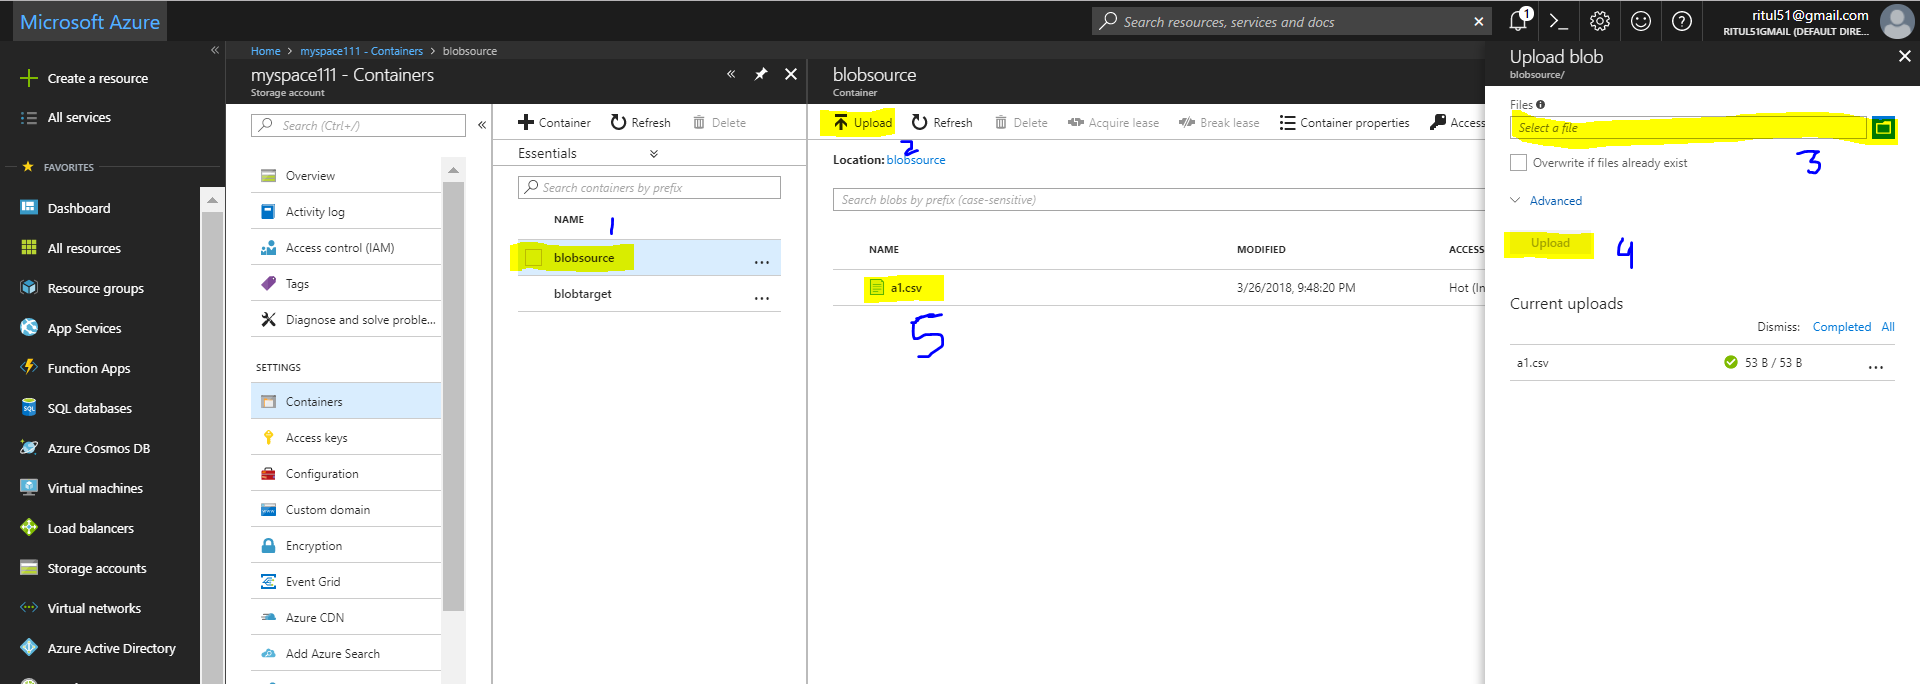 Microsoft Azure
Search resources, services and docs
1
ritul51@gmail.com
RITUL51GMAIL (DEFAULT DIRE...
Create a resource
All services
FAVORITES
Dashboard
All resources
Resource groups
App Services
Function Apps
SQL databases
Azure Cosmos DB
Virtual machines
Load balancers
Storage accounts
Virtual networks
Azure Active Directory
Home > myspace111 - Containers > blobsource
myspace111 - Containers
Storage account
Search (Ctrl+/)
Overview
Activity log
Access control (IAM)
Tags
Diagnose and solve proble...
SETTINGS
Containers
Access keys
Configuration
Custom domain
Encryption
Event Grid
Azure CDN
Add Azure Search
Container Refresh Delete
Essentials
Search containers by prefix
NAME
1
blobsource ...
blobtarget ...
blobsource
Container
Upload Refresh Delete Acquire lease Break lease Container properties Access
2
Location: blobsource
Search blobs by prefix (case-sensitive)
NAME MODIFIED ACCESS
a1.csv 3/26/2018, 9:48:20 PM Hot (In
5
Upload blob
blobsource/
Files
Select a file
3
Overwrite if files already exist
Advanced
Upload
4
Current uploads
Dismiss: Completed All
a1.csv 53 B / 53 B ...